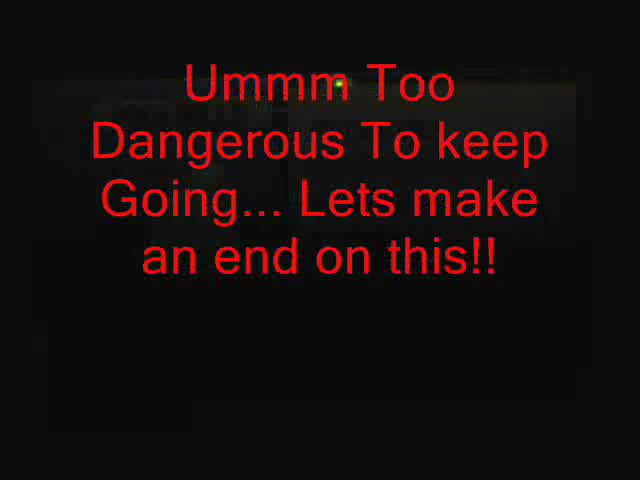 Ummm Too
Dangerous To keep
Going... Lets make
an end on this!!